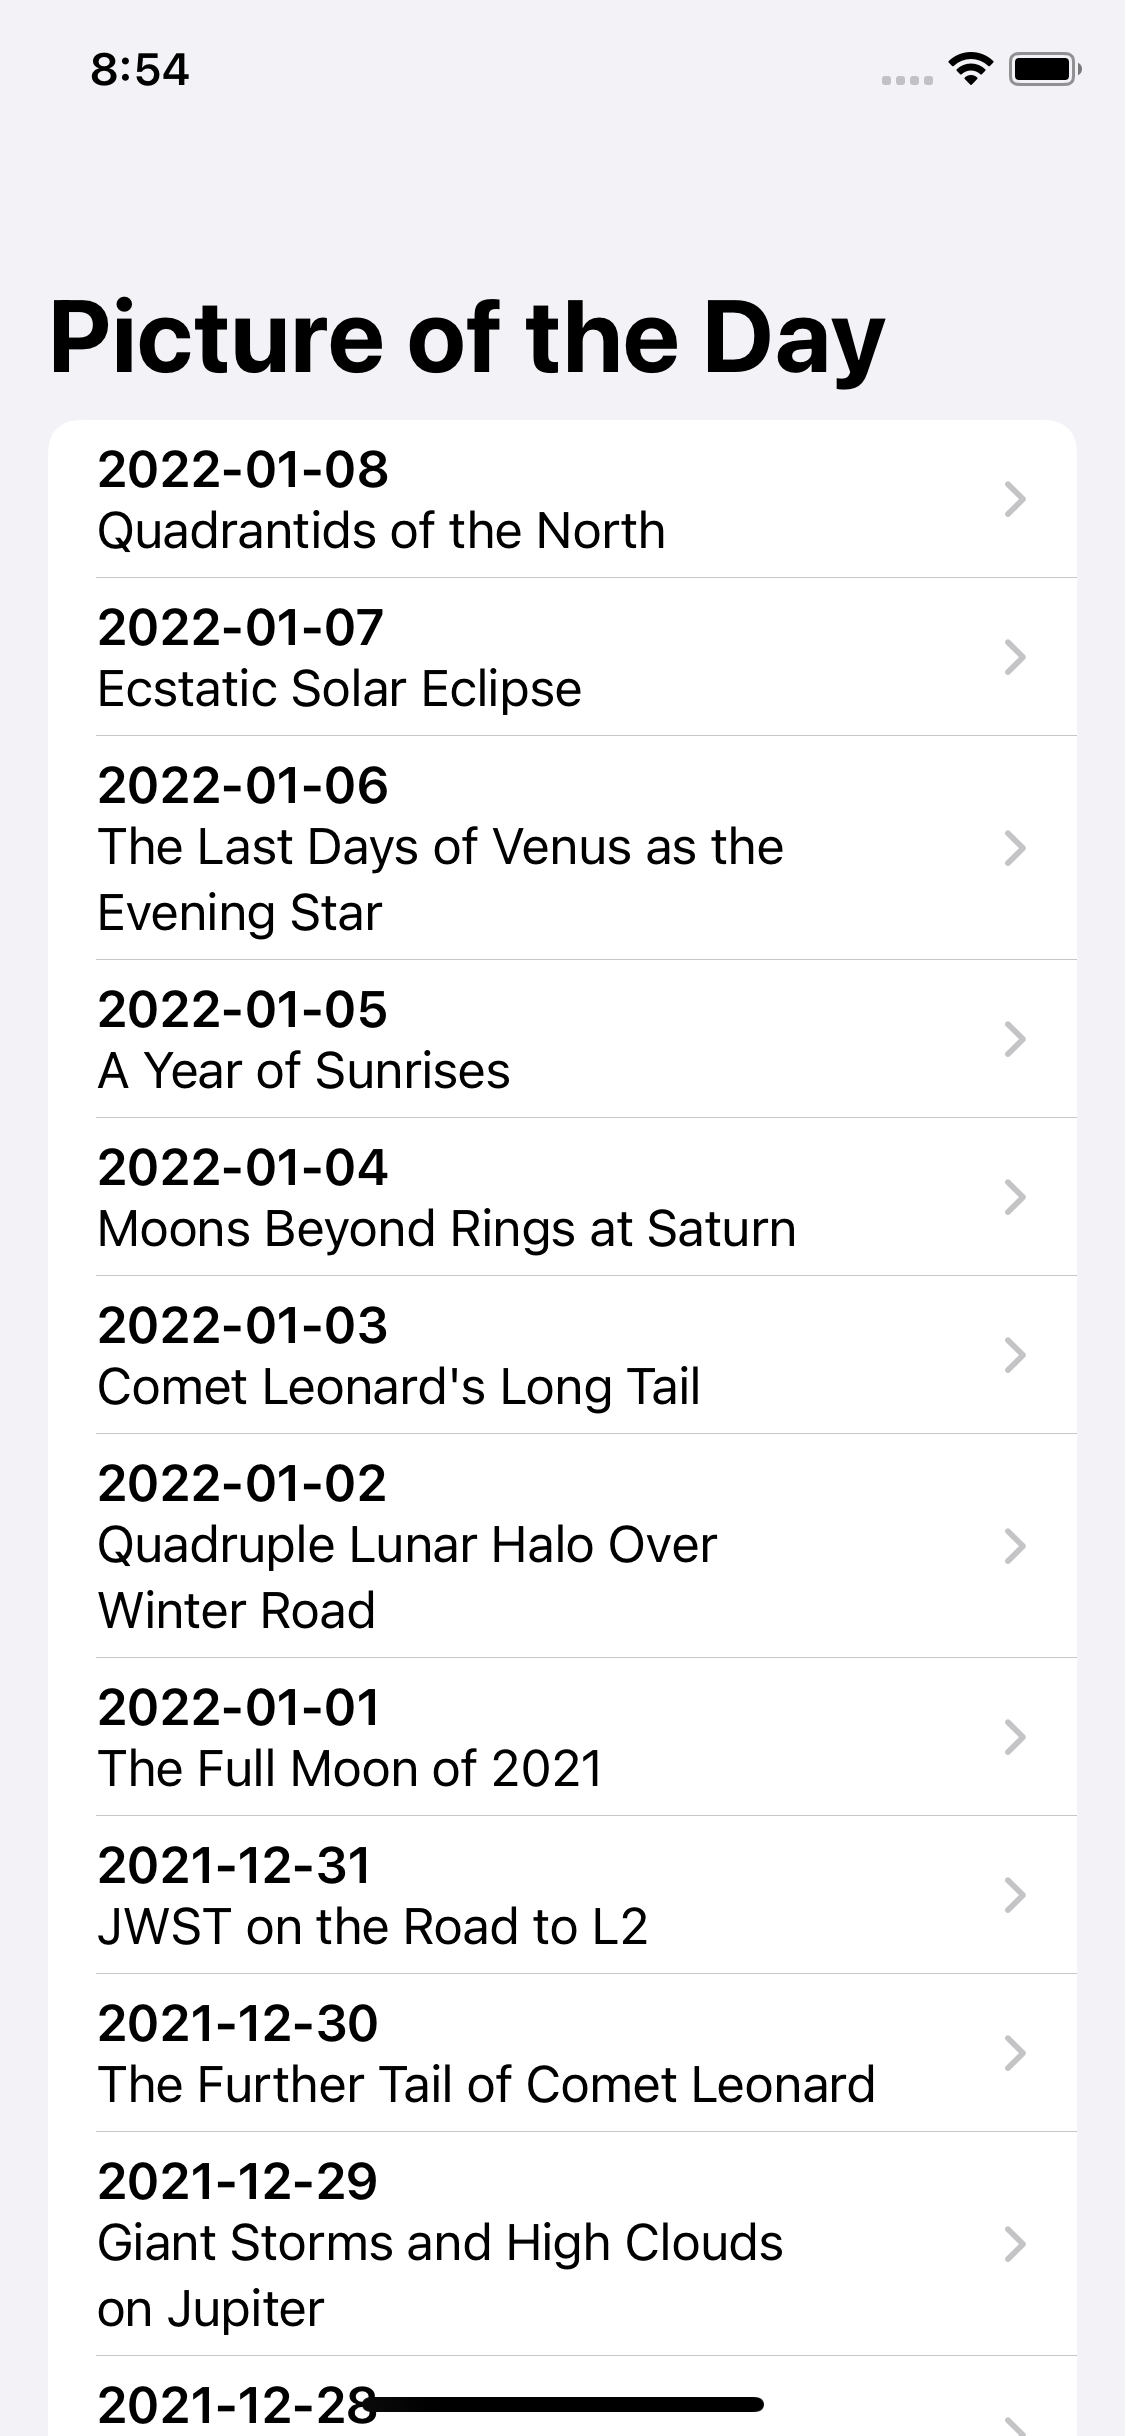 8:54
Picture of the Day
2022-01-08
Quadrantids of the North
2022-01-07
Ecstatic Solar Eclipse
2022-01-06
The Last Days of Venus as the
Evening Star
2022-01-05
A Year of Sunrises
2022-01-04
Moons Beyond Rings at Saturn
2022-01-03
Comet Leonard's Long Tail
2022-01-02
Quadruple Lunar Halo Over
Winter Road
2022-01-01
The Full Moon of 2021
2021-12-31
JWST on the Road to L2
2021-12-30
The Further Tail of Comet Leonard
2021-12-29
Giant Storms and High Clouds
on Jupiter
2021-12-28